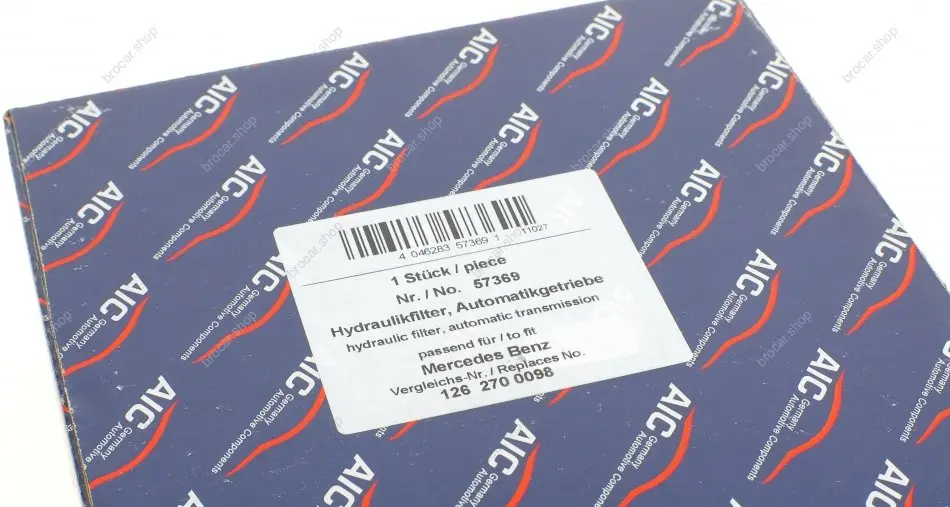 4 046283 57369 1 11027
1 Stück / piece
Nr. / No. 57369
Hydraulikfilter, Automatikgetriebe
hydraulic filter, automatic transmission
passend für / to fit
Mercedes Benz
Vergleichs-Nr. / Replaces No.
126 270 0098
AIC
Germany
Automotive Components
brocar.shop